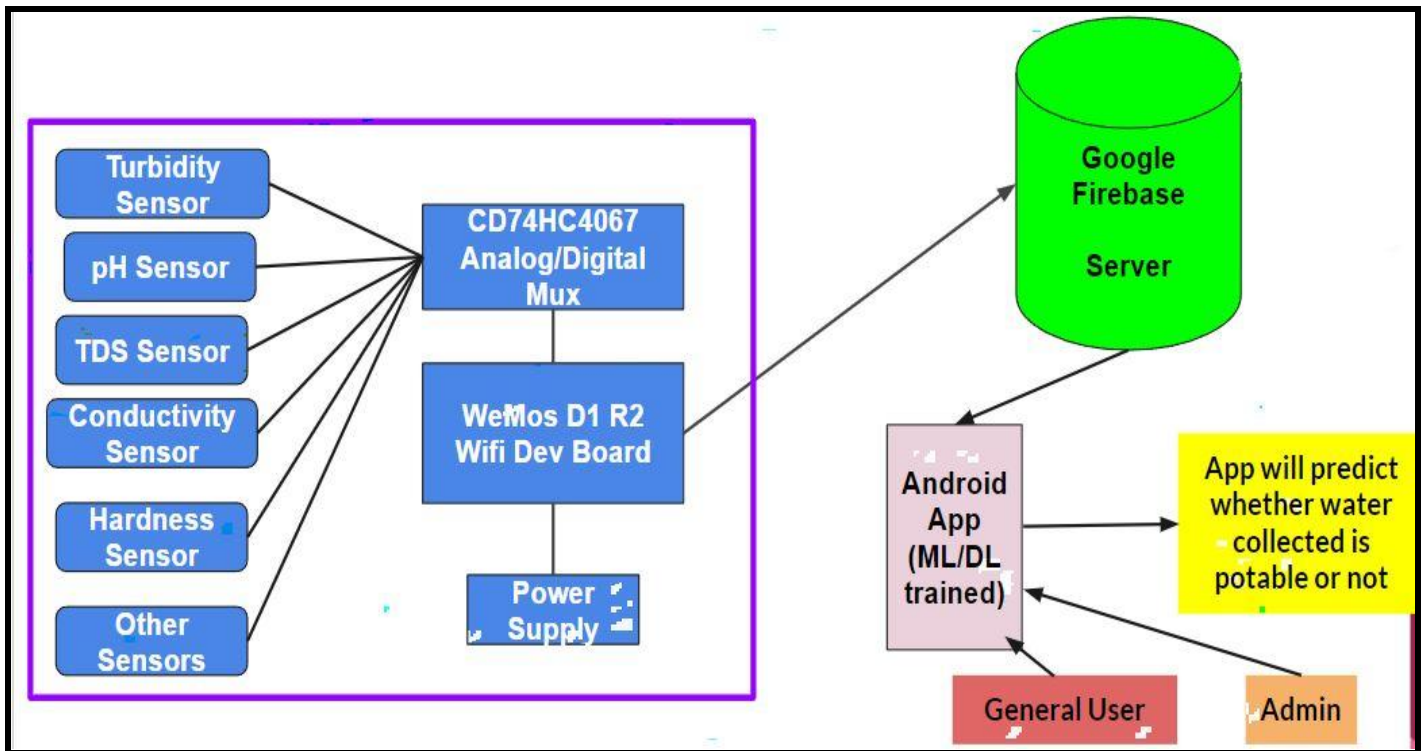 Turbidity
Sensor
pH Sensor
TDS Sensor
Conductivity
Sensor
Hardness
Sensor
Other
Sensors
CD74HC4067
Analog/Digital
Mux
WeMos D1 R2
Wifi Dev Board
Power
Supply
Google
Firebase
Server
Android
App
(ML/DL
trained)
App will predict
whether water
collected is
potable or not
General User
Admin